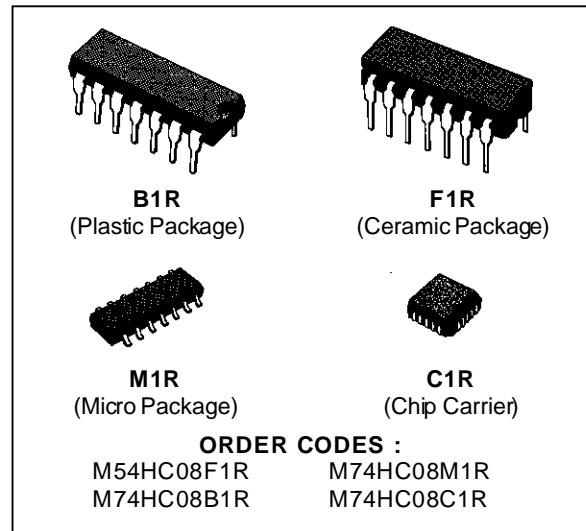 B1R
(Plastic Package)
F1R
(Ceramic Package)
M1R
(Micro Package)
C1R
(Chip Carrier)
ORDER CODES :
M54HC08F1R M74HC08M1R
M74HC08B1R M74HC08C1R